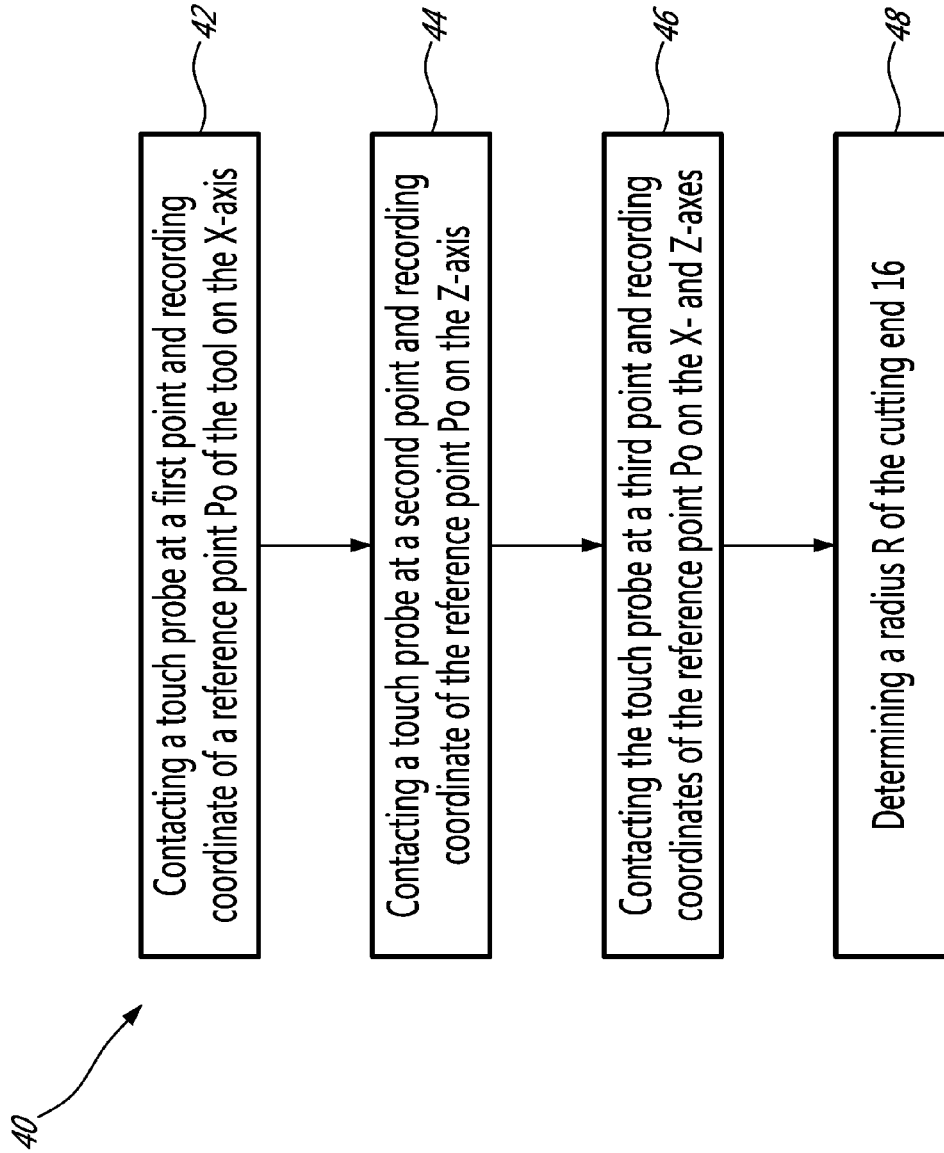 40
Contacting a touch probe at a first point and recording
coordinate of a reference point Po of the tool on the X-axis
42
Contacting a touch probe at a second point and recording
coordinate of the reference point Po on the Z-axis
44
Contacting the touch probe at a third point and recording
coordinates of the reference point Po on the X- and Z-axes
46
Determining a radius R of the cutting end 16
48